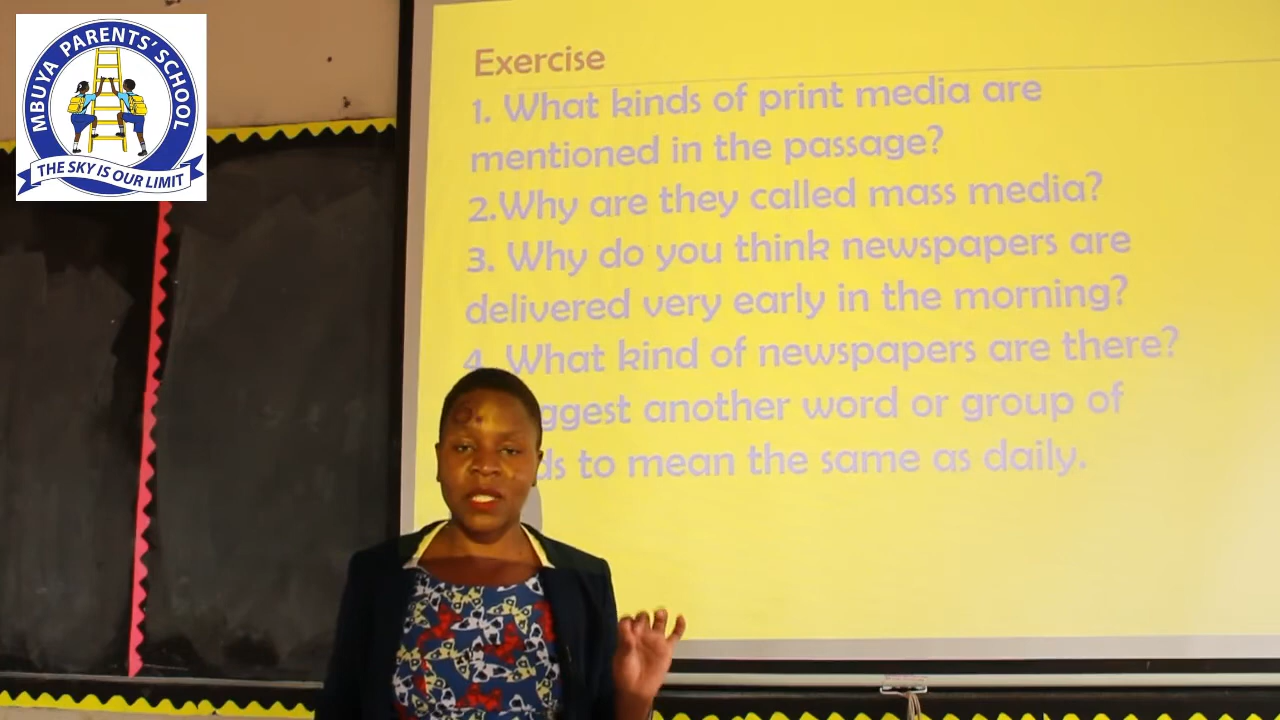 MBUYA PARENTS' SCHOOL
THE SKY IS OUR LIMIT
Exercise
1. What kinds of print media are
mentioned in the passage?
2.Why are they called mass media?
3. Why do you think newspapers are
delivered very early in the morning?
4. What kind of newspapers are there?
another word or group of
to mean the same as daily.